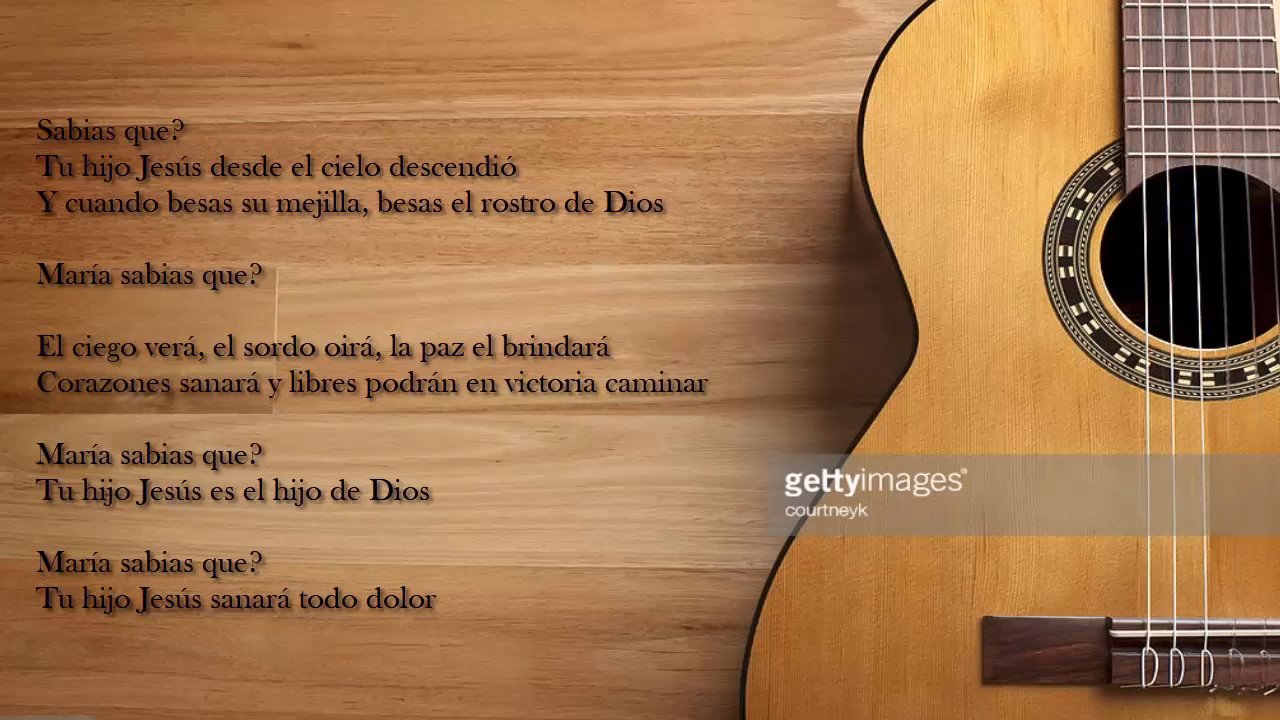 Sabias que?
Tu hijo Jesús desde el cielo descendió
Y cuando besas su mejilla, besas el rostro de Dios
María sabias que?
El ciego verá, el sordo oirá, la paz el brindará
Corazones sanará y libres podrán en victoria caminar
María sabias que?
Tu hijo Jesús es el hijo de Dios
María sabias que?
Tu hijo Jesús sanará todo dolor
gettyimages®
courtneyk